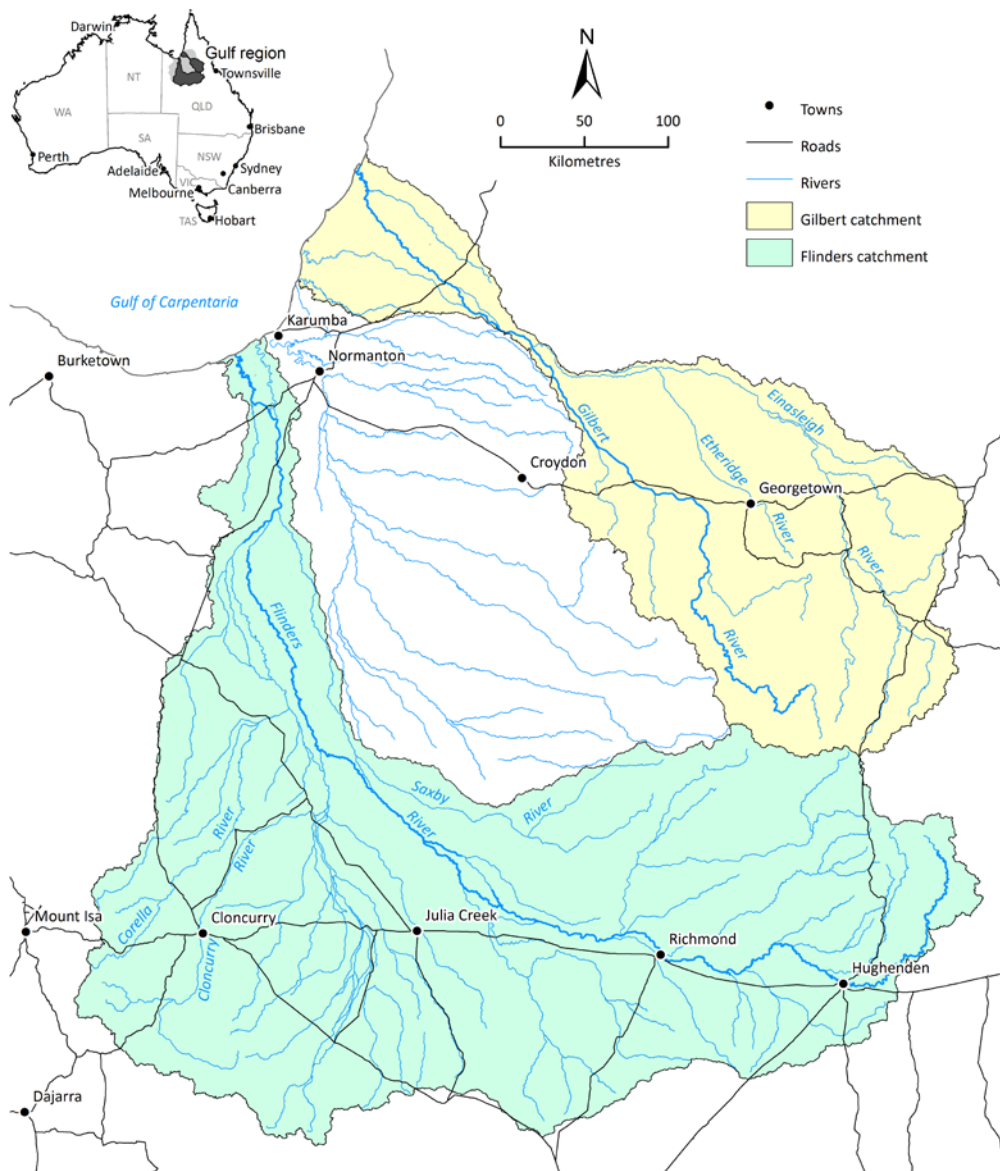 Darwin
Gulf region
NT
Townsville
WA
QLD
SA
Brisbane
NSW
Perth
Adelaide
Sydney
VIC
Melbourne
Canberra
TAS
Hobart
N
0 50 100
Kilometres
Towns
Roads
Rivers
Gilbert catchment
Flinders catchment
Gulf of Carpentaria
Karumba
Burketown
Normanton
Gilbert
Einasleigh
Etheridge
Croydon
Georgetown
River
River
Flinders
River
Saxby
River
River
River
River
Corella
Mount Isa
Cloncurry
Julia Creek
Richmond
Cloncurry
Hughenden
Dajarra